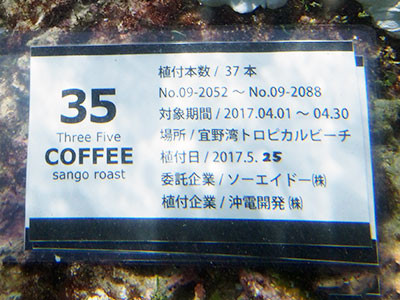 35
Three Five
COFFEE
sango roast
植付本数 / 37 本
No.09-2052 ～ No.09-2088
対象期間 / 2017.04.01 ～ 04.30
場所 / 宜野湾トロピカルビーチ
植付日 / 2017.5. 25
委託企業 / ソーエイドー㈱
植付企業 / 沖電開発 ㈱